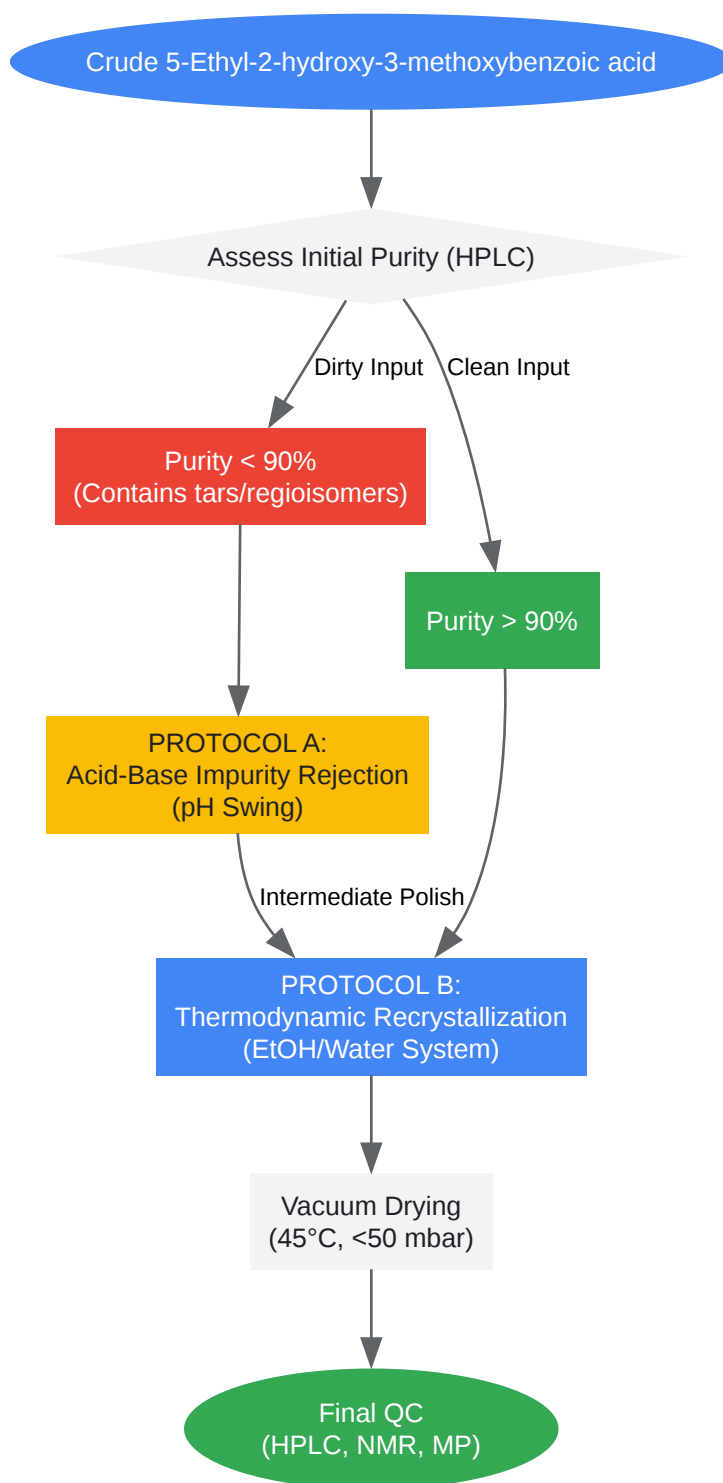 Crude 5-Ethyl-2-hydroxy-3-methoxybenzoic acid
Assess Initial Purity (HPLC)
Dirty Input
Clean Input
Purity < 90%
(Contains tars/regioisomers)
Purity > 90%
PROTOCOL A:
Acid-Base Impurity Rejection
(pH Swing)
Intermediate Polish
PROTOCOL B:
Thermodynamic Recrystallization
(EtOH/Water System)
Vacuum Drying
(45°C, <50 mbar)
Final QC
(HPLC, NMR, MP)